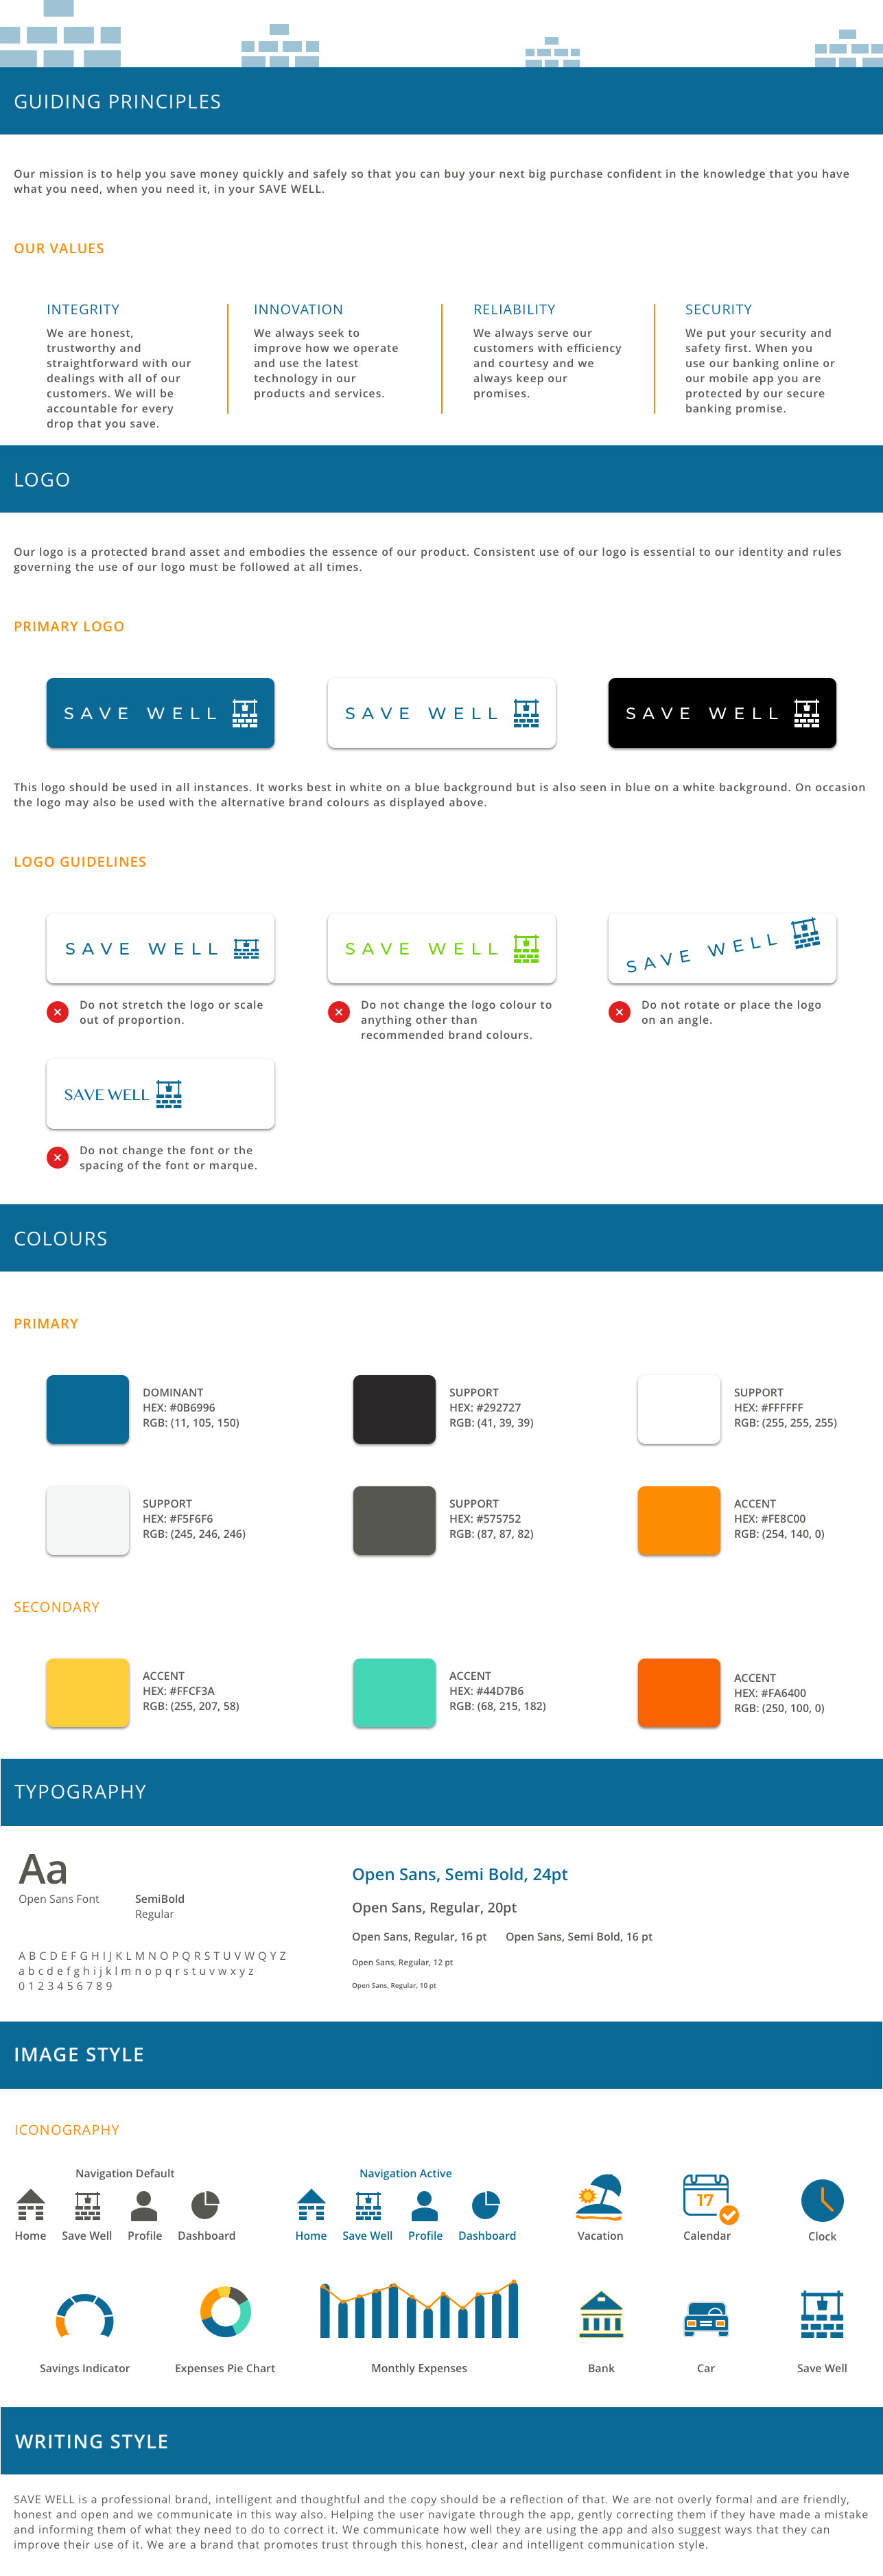 GUIDING PRINCIPLES
Our mission is to help you save money quickly and safely so that you can buy your next big purchase confident in the knowledge that you have
what you need, when you need it, in your SAVE WELL.
OUR VALUES
INTEGRITY
We are honest,
trustworthy and
straightforward with our
dealings with all of our
customers. We will be
accountable for every
drop that you save.
INNOVATION
We always seek to
improve how we operate
and use the latest
technology in our
products and services.
RELIABILITY
We always serve our
customers with efficiency
and courtesy and we
always keep our
promises.
SECURITY
We put your security and
safety first. When you
use our banking online or
our mobile app you are
protected by our secure
banking promise.
LOGO
Our logo is a protected brand asset and embodies the essence of our product. Consistent use of our logo is essential to our identity and rules
governing the use of our logo must be followed at all times.
PRIMARY LOGO
SAVE WELL
SAVE WELL
SAVE WELL
This logo should be used in all instances. It works best in white on a blue background but is also seen in blue on a white background. On occasion
the logo may also be used with the alternative brand colours as displayed above.
LOGO GUIDELINES
SAVE WELL
Do not stretch the logo or scale
out of proportion.
SAVE WELL
Do not change the logo colour to
anything other than
recommended brand colours.
SAVE WELL
Do not rotate or place the logo
on an angle.
SAVE WELL
Do not change the font or the
spacing of the font or marque.
COLOURS
PRIMARY
DOMINANT
HEX: #0B6996
RGB: (11, 105, 150)
SUPPORT
HEX: #292727
RGB: (41, 39, 39)
SUPPORT
HEX: #FFFFFF
RGB: (255, 255, 255)
SUPPORT
HEX: #F5F6F6
RGB: (245, 246, 246)
SUPPORT
HEX: #575752
RGB: (87, 87, 82)
ACCENT
HEX: #FE8C00
RGB: (254, 140, 0)
SECONDARY
ACCENT
HEX: #FFCF3A
RGB: (255, 207, 58)
ACCENT
HEX: #44D7B6
RGB: (68, 215, 182)
ACCENT
HEX: #FA6400
RGB: (250, 100, 0)
TYPOGRAPHY
Aa
Open Sans Font
SemiBold
Regular
A B C D E F G H I J K L M N O P Q R S T U V W Q Y Z
a b c d e f g h i j k l m n o p q r s t u v w x y z
0 1 2 3 4 5 6 7 8 9
Open Sans, Semi Bold, 24pt
Open Sans, Regular, 20pt
Open Sans, Regular, 16 pt
Open Sans, Semi Bold, 16 pt
Open Sans, Regular, 12 pt
Open Sans, Regular, 10 pt
IMAGE STYLE
ICONOGRAPHY
Navigation Default
Home Save Well Profile Dashboard
Navigation Active
Home Save Well Profile Dashboard
Vacation
17
Calendar
Clock
Savings Indicator
Expenses Pie Chart
Monthly Expenses
Bank
Car
Save Well
WRITING STYLE
SAVE WELL is a professional brand, intelligent and thoughtful and the copy should be a reflection of that. We are not overly formal and are friendly,
honest and open and we communicate in this way also. Helping the user navigate through the app, gently correcting them if they have made a mistake
and informing them of what they need to do to correct it. We communicate how well they are using the app and also suggest ways that they can
improve their use of it. We are a brand that promotes trust through this honest, clear and intelligent communication style.